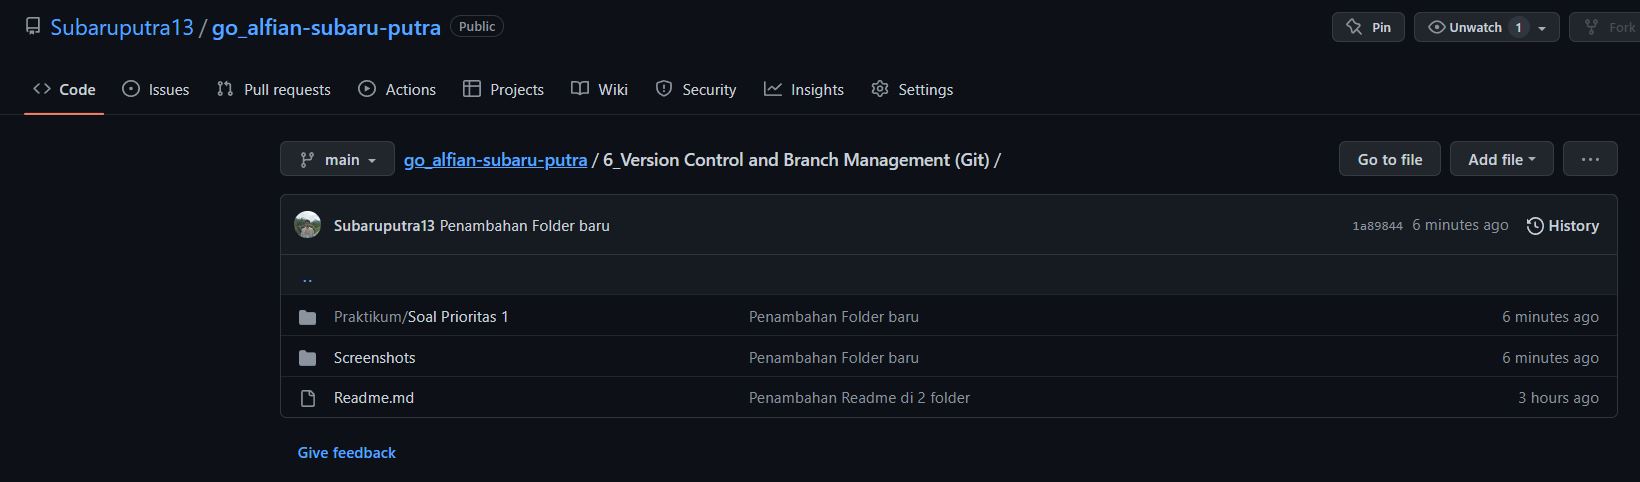 Subaruputra13 / go_alfian-subaru-putra Public Pin Unwatch 1 Fork
Code Issues Pull requests Actions Projects Wiki Security Insights Settings
main go_alfian-subaru-putra / 6_Version Control and Branch Management (Git) / Go to file Add file ...
Subaruputra13 Penambahan Folder baru 1a89844 6 minutes ago History
..
Praktikum/Soal Prioritas 1 Penambahan Folder baru 6 minutes ago
Screenshots Penambahan Folder baru 6 minutes ago
Readme.md Penambahan Readme di 2 folder 3 hours ago
Give feedback